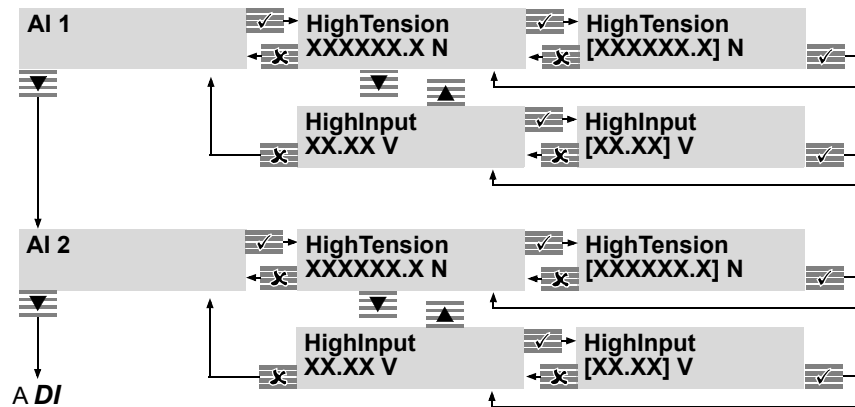 AI 1
HighTension
XXXXXX.X N
HighTension
[XXXXXX.X] N
HighInput
XX.XX V
HighInput
[XX.XX] V
AI 2
HighTension
XXXXXX.X N
HighTension
[XXXXXX.X] N
HighInput
XX.XX V
HighInput
[XX.XX] V
A DI